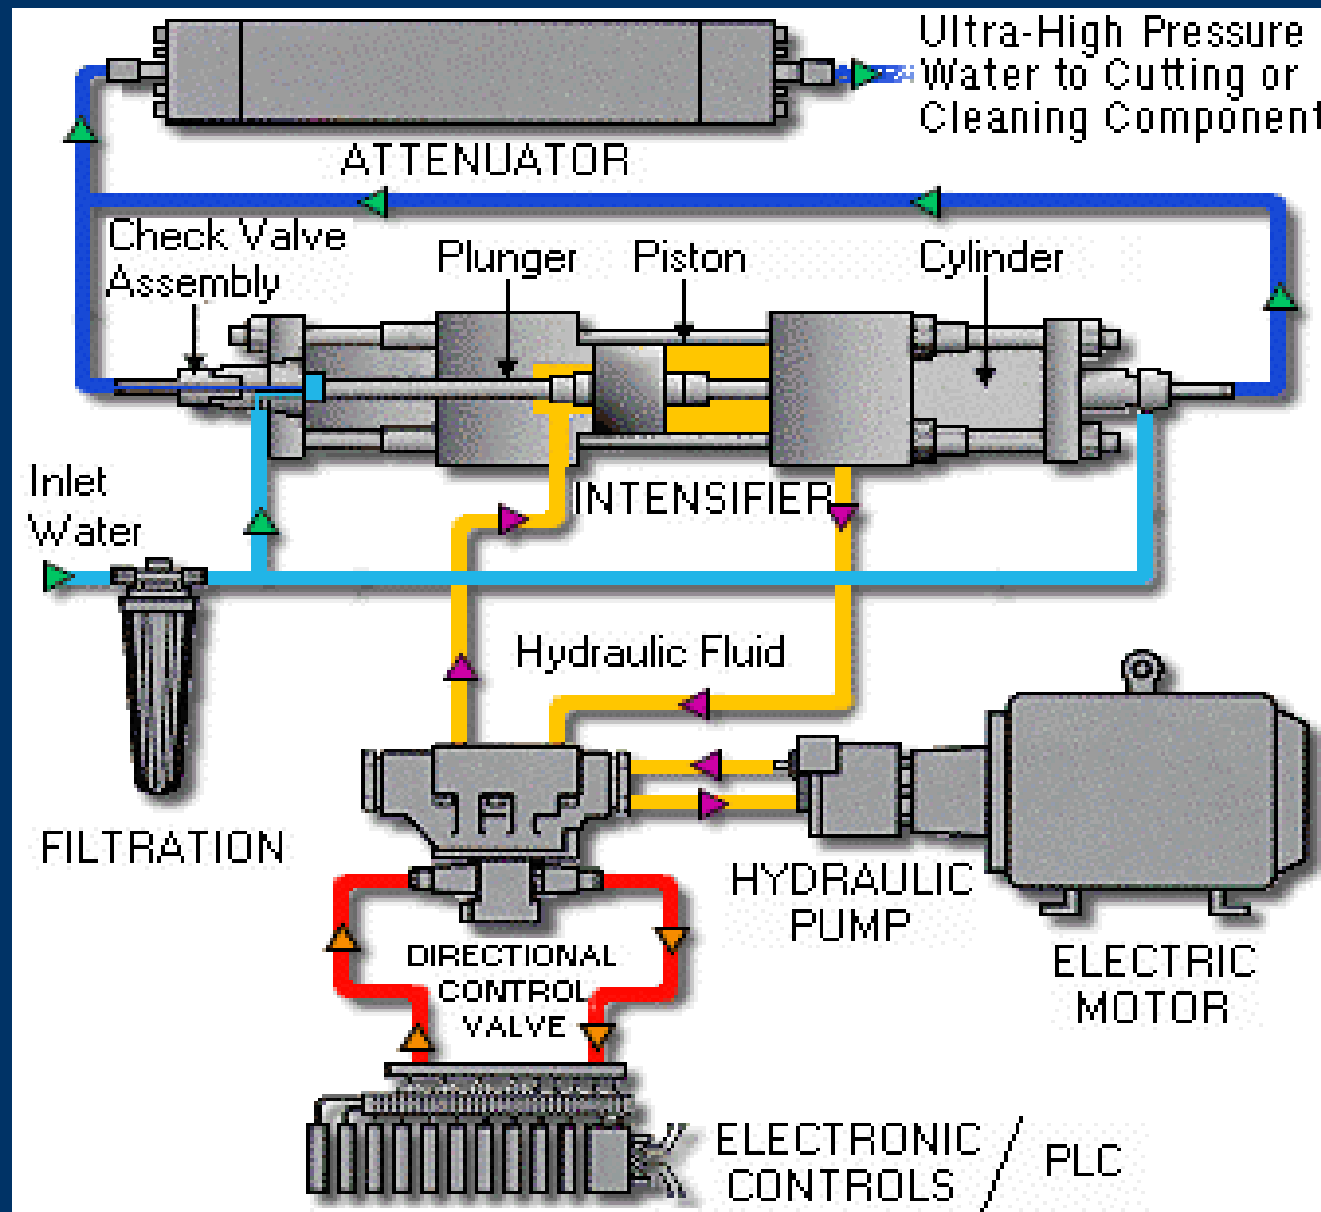 Ultra-High Pressure
Water to Cutting or
Cleaning Component
ATTENUATOR
Check Valve
Assembly
Plunger
Piston
Cylinder
INTENSIFIER
Inlet
Water
Hydraulic Fluid
FILTRATION
HYDRAULIC
PUMP
ELECTRIC
MOTOR
DIRECTIONAL
CONTROL
VALVE
ELECTRONIC
CONTROLS / PLC